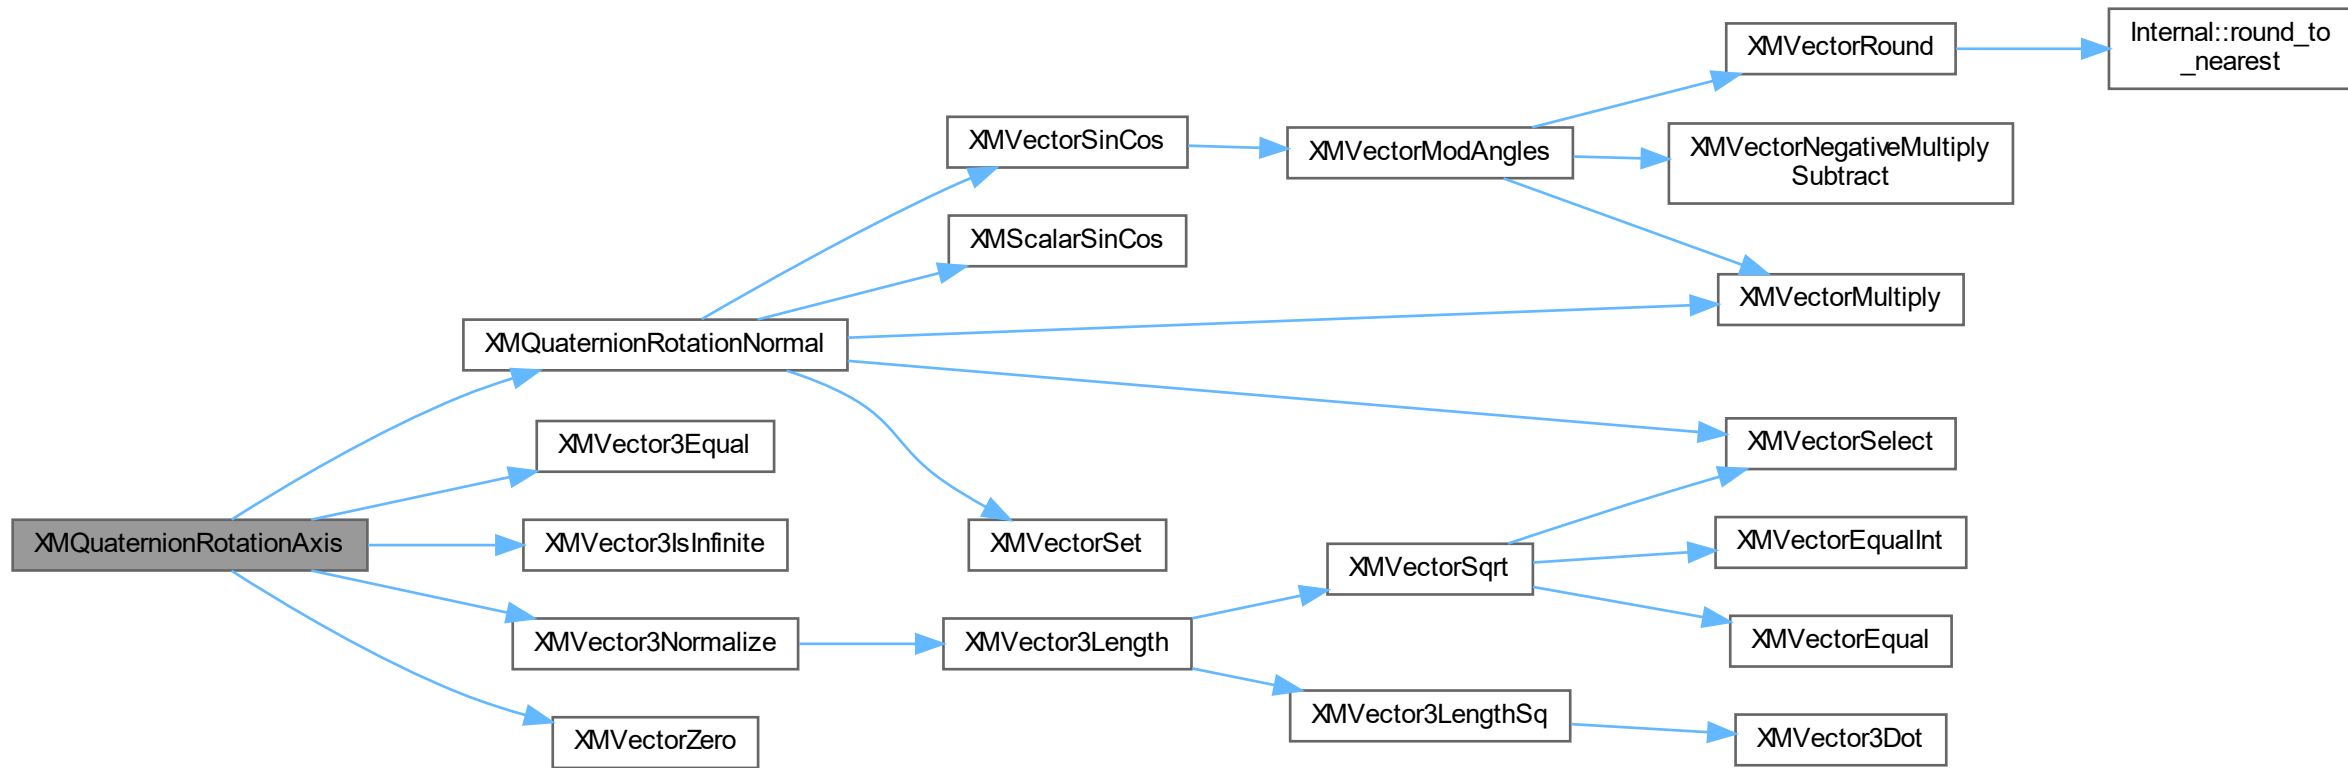 XMQuaternionRotationAxis
XMQuaternionRotationNormal
XMVector3Equal
XMVector3IsInfinite
XMVector3Normalize
XMVectorZero
XMVectorSinCos
XMScalarSinCos
XMVectorSet
XMVector3Length
XMVectorModAngles
XMVectorSqrt
XMVector3LengthSq
XMVectorRound
XMVectorNegativeMultiply
Subtract
XMVectorMultiply
XMVectorSelect
XMVectorEqualInt
XMVectorEqual
XMVector3Dot
Internal::round_to
_nearest